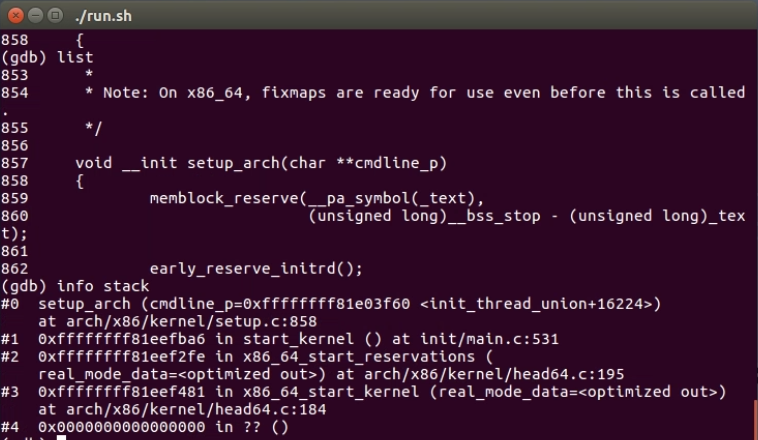 ./run.sh
858     {
(gdb) list
853      *
854      * Note: On x86_64, fixmaps are ready for use even before this is called
.
855      */
856
857     void __init setup_arch(char **cmdline_p)
858     {
859             memblock_reserve(__pa_symbol(_text),
860                              (unsigned long)__bss_stop - (unsigned long)_tex
t);
861
862             early_reserve_initrd();
(gdb) info stack
#0  setup_arch (cmdline_p=0xffffffff81e03f60 <init_thread_union+16224>)
    at arch/x86/kernel/setup.c:858
#1  0xffffffff81eefba6 in start_kernel () at init/main.c:531
#2  0xffffffff81eef2fe in x86_64_start_reservations (
    real_mode_data=<optimized out>) at arch/x86/kernel/head64.c:195
#3  0xffffffff81eef481 in x86_64_start_kernel (real_mode_data=<optimized out>)
    at arch/x86/kernel/head64.c:184
#4  0x0000000000000000 in ?? ()
(gdb)